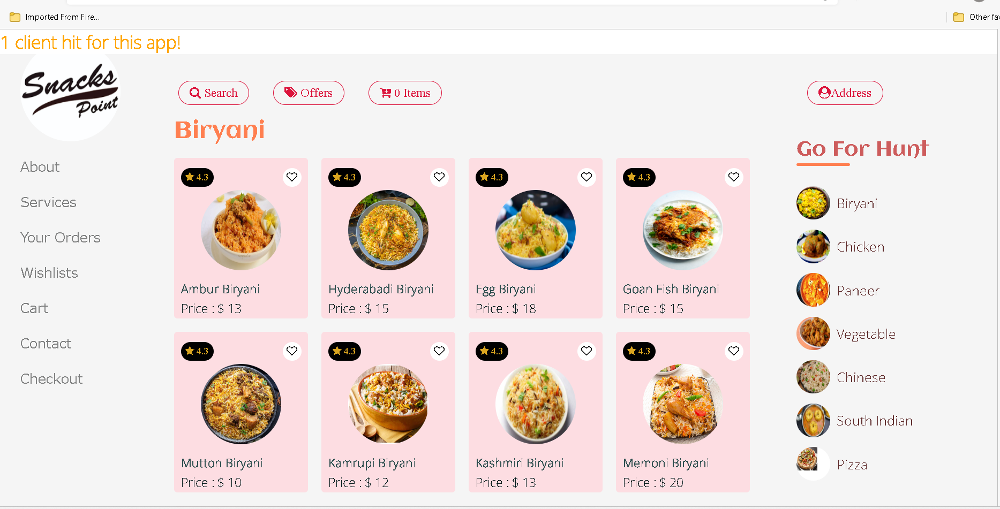 Imported From Fire...
Other fav
1 client hit for this app!
Snacks
Point
Search
Offers
0 Items
Address
Biryani
Go For Hunt
About
Services
Your Orders
Wishlists
Cart
Contact
Checkout
4.3
4.3
4.3
4.3
Ambur Biryani
Hyderabadi Biryani
Egg Biryani
Goan Fish Biryani
Price : $ 13
Price : $ 15
Price : $ 18
Price : $ 15
4.3
4.3
4.3
4.3
Mutton Biryani
Kamrupi Biryani
Kashmiri Biryani
Memoni Biryani
Price : $ 10
Price : $ 12
Price : $ 13
Price : $ 20
Biryani
Chicken
Paneer
Vegetable
Chinese
South Indian
Pizza